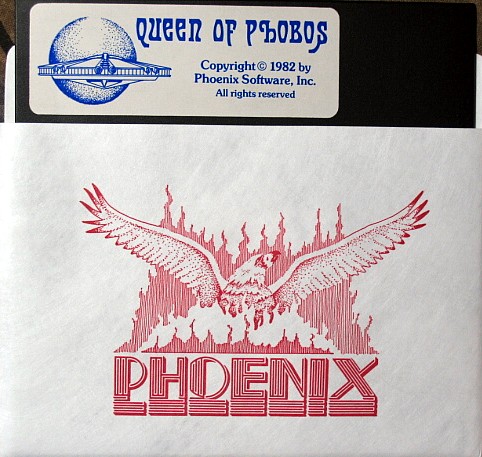 QUEEN OF PHOBOS
Copyright © 1982 by
Phoenix Software, Inc.
All rights reserved
PHOENIX